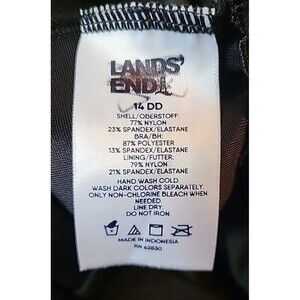 LANDS'
END
14 DD
SHELL/OBERSTOFF:
77% NYLON
23% SPANDEX/ELASTANE
BRA/BH:
87% POLYESTER
13% SPANDEX/ELASTANE
LINING/FUTTER:
79% NYLON
21% SPANDEX/ELASTANE
HAND WASH COLD
WASH DARK COLORS SEPARATELY.
ONLY NON-CHLORINE BLEACH WHEN
NEEDED.
LINE DRY.
DO NOT IRON.
MADE IN INDONESIA
RN 62830